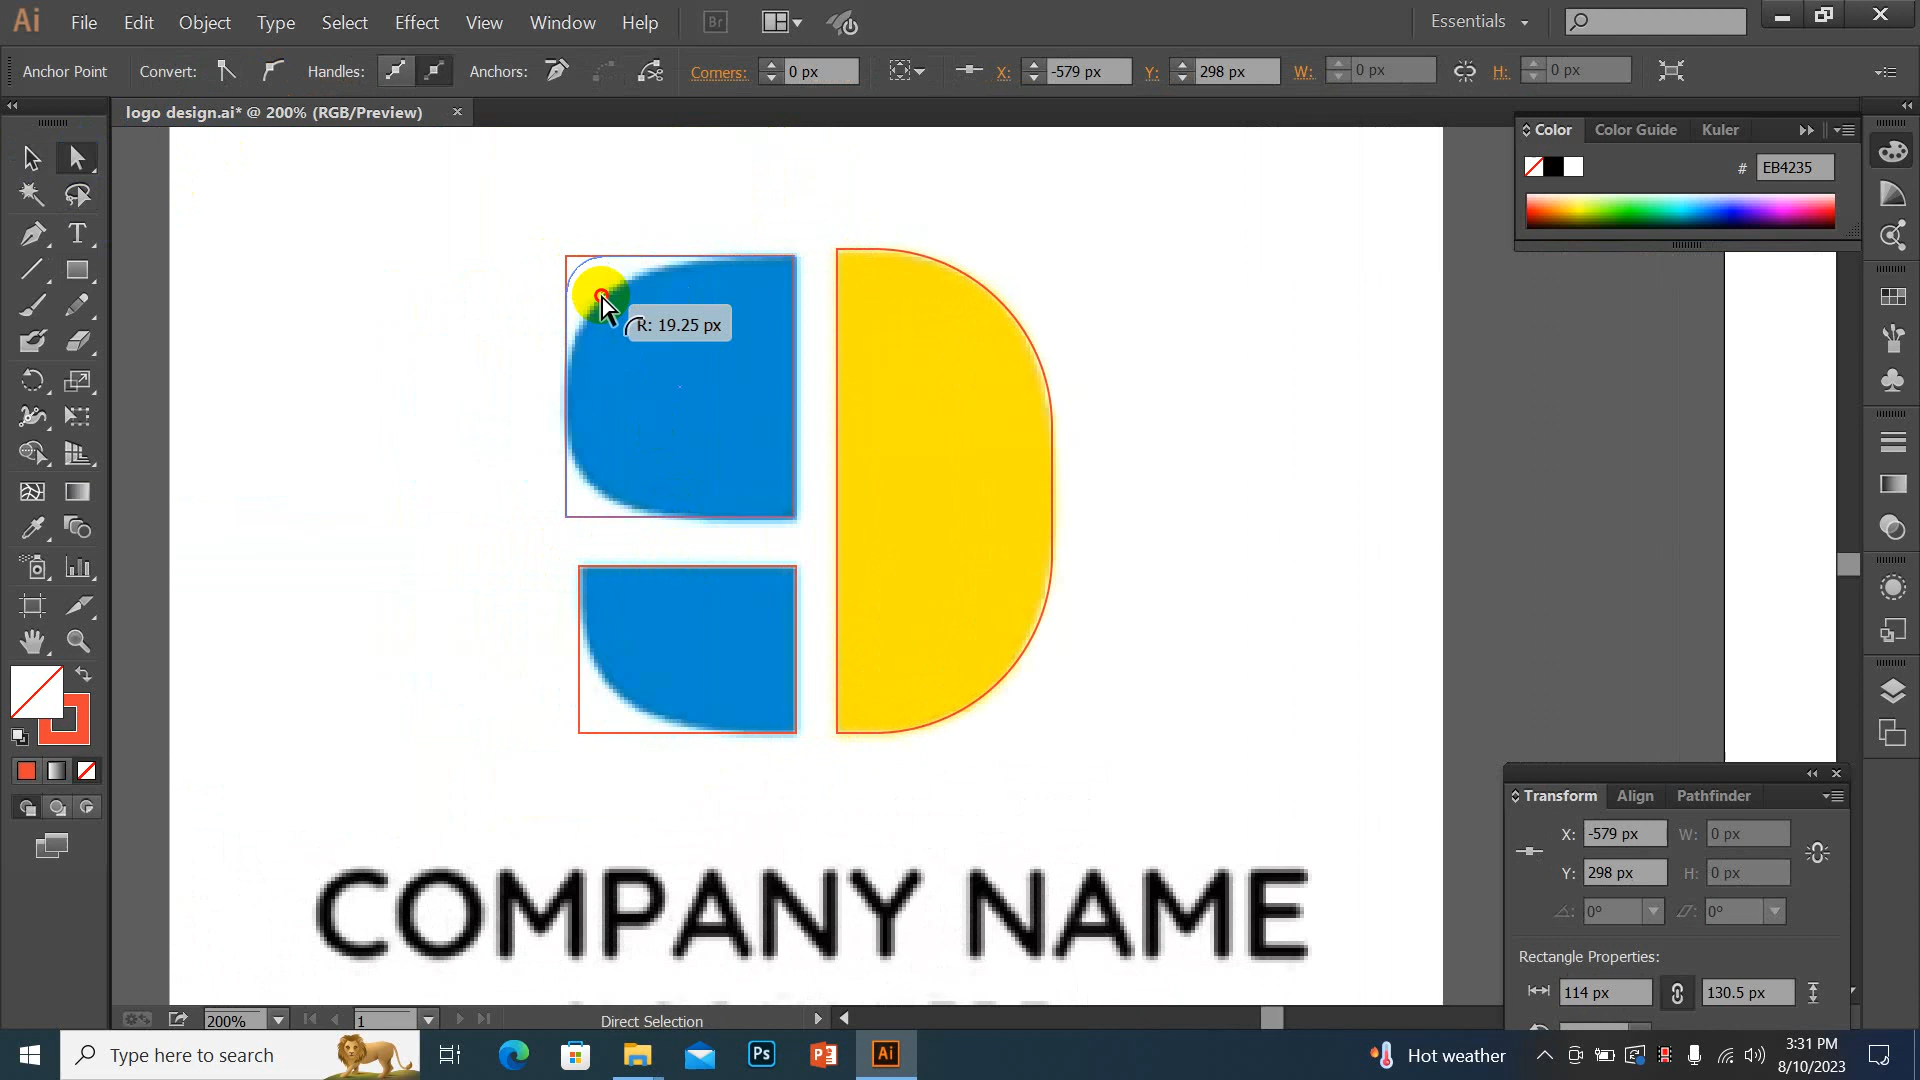 Ai File Edit Object Type Select Effect View Window Help Br Essentials
Anchor Point Convert: Handles: Anchors: Corners: 0 px X: -579 px Y: 298 px W: 0 px H: 0 px
logo design.ai* @ 200% (RGB/Preview)
Color Color Guide Kuler
# EB4235
R: 19.25 px
Transform Align Pathfinder
X: -579 px W: 0 px
Y: 298 px H: 0 px
0° 0°
Rectangle Properties:
114 px 130.5 px
COMPANY NAME
200% 1 Direct Selection
Type here to search Ps Ai Hot weather 3:31 PM
8/10/2023